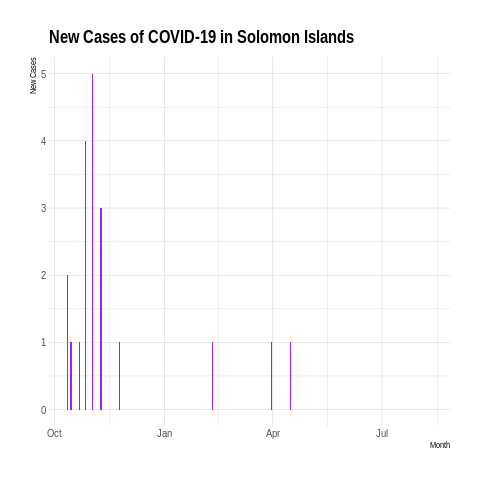 New Cases of COVID-19 in Solomon Islands
New Cases
5
4
3
2
1
0
Oct
Jan
Apr
Jul
Month